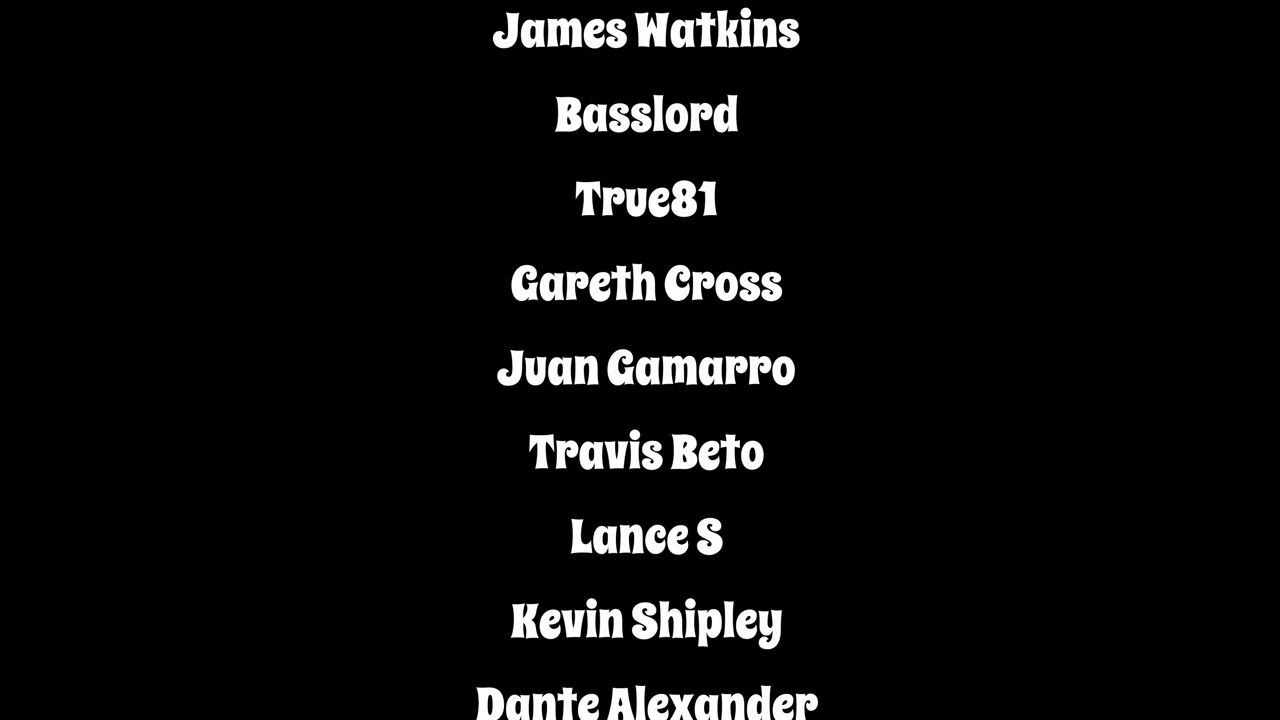 James Watkins
Basslord
True81
Gareth Cross
Juan Gamarro
Travis Beto
Lance S
Kevin Shipley
Dante Alexander